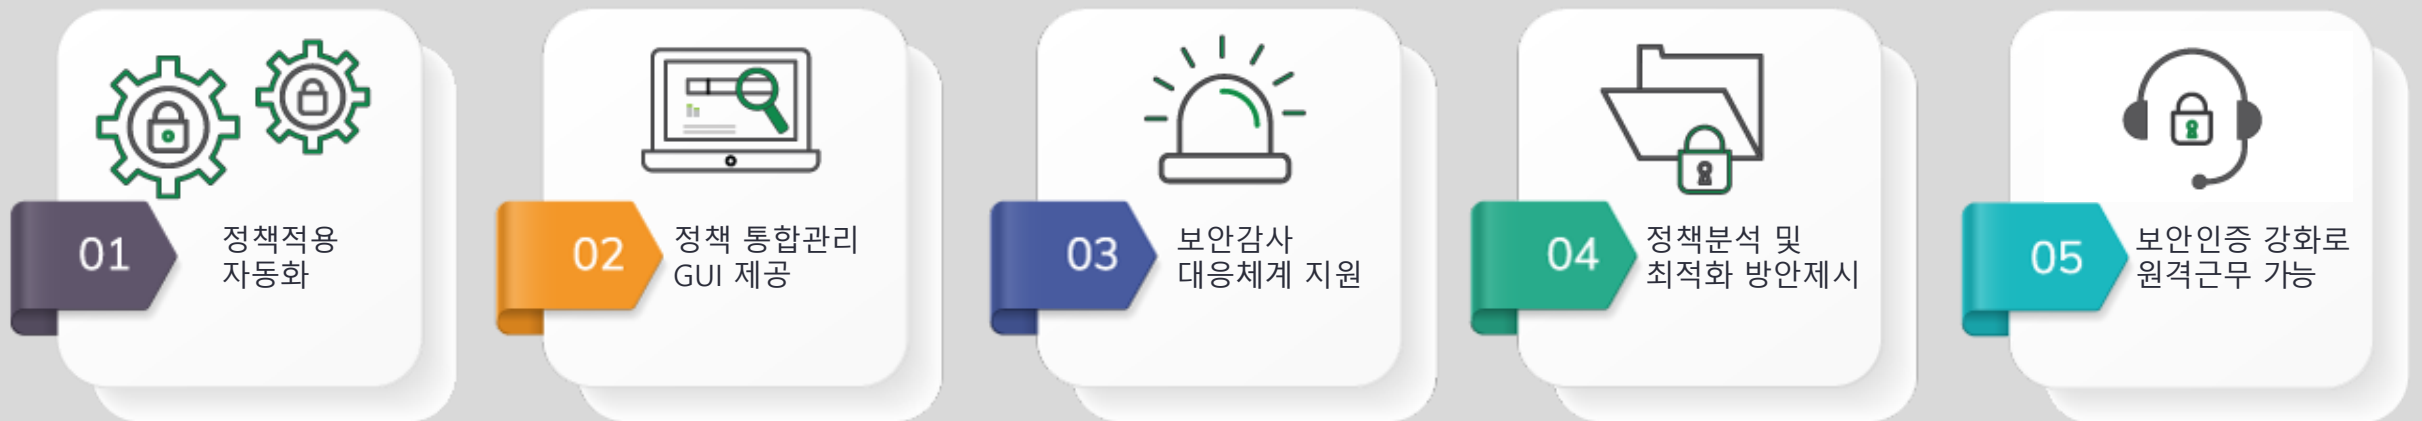 01
정책적용
자동화
02
정책 통합관리
GUI 제공
03
보안감사
대응체계 지원
04
정책분석 및
최적화 방안제시
05
보안인증 강화로
원격근무 가능